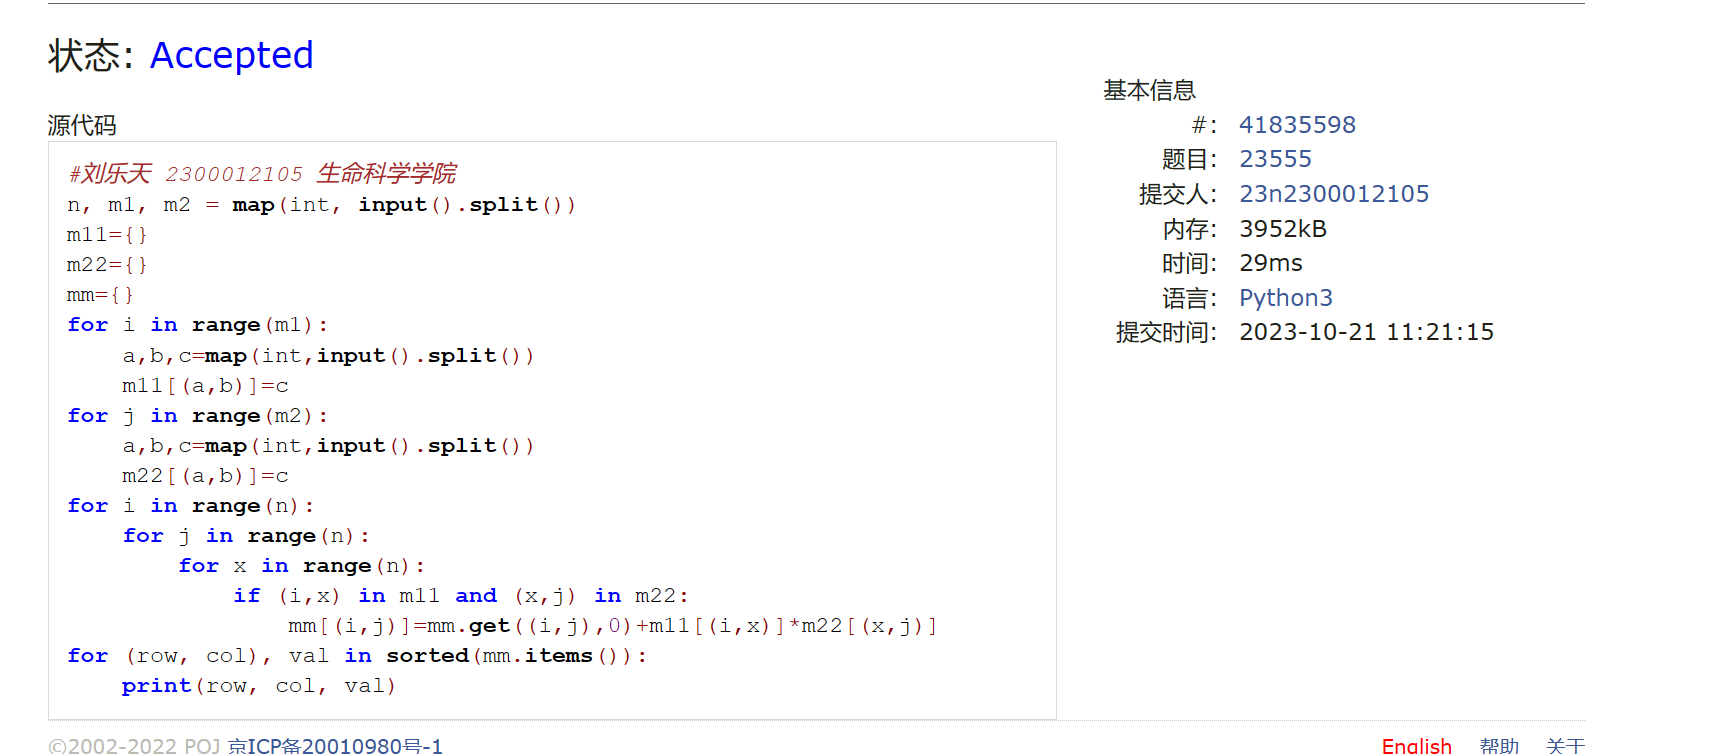 状态: Accepted
源代码
#刘乐天 2300012105 生命科学学院
n, m1, m2 = map(int, input().split())
m11={}
m22={}
mm={}
for i in range(m1):
    a,b,c=map(int,input().split())
    m11[(a,b)]=c
for j in range(m2):
    a,b,c=map(int,input().split())
    m22[(a,b)]=c
for i in range(n):
    for j in range(n):
        for x in range(n):
            if (i,x) in m11 and (x,j) in m22:
                mm[(i,j)]=mm.get((i,j),0)+m11[(i,x)]*m22[(x,j)]
for (row, col), val in sorted(mm.items()):
    print(row, col, val)
基本信息
#: 41835598
题目: 23555
提交人: 23n2300012105
内存: 3952kB
时间: 29ms
语言: Python3
提交时间: 2023-10-21 11:21:15
©2002-2022 POJ 京ICP备20010980号-1
English 帮助 关于